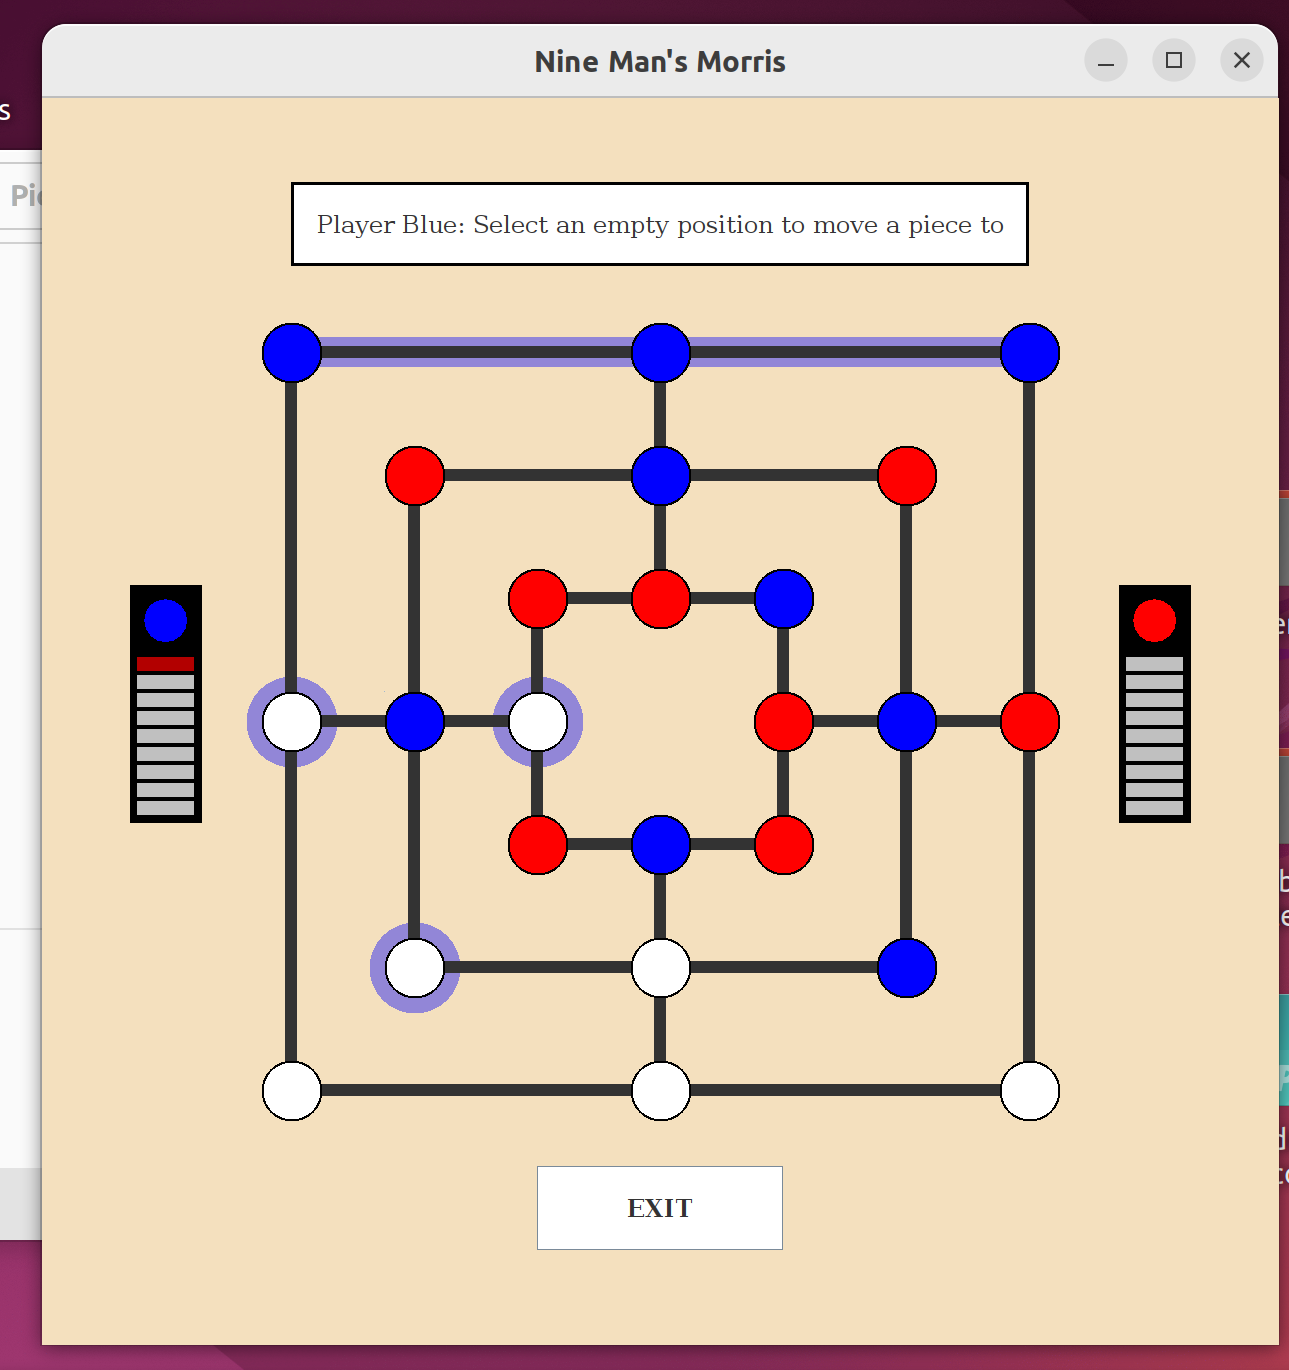 Nine Man's Morris
s
Player Blue: Select an empty position to move a piece to
EXIT